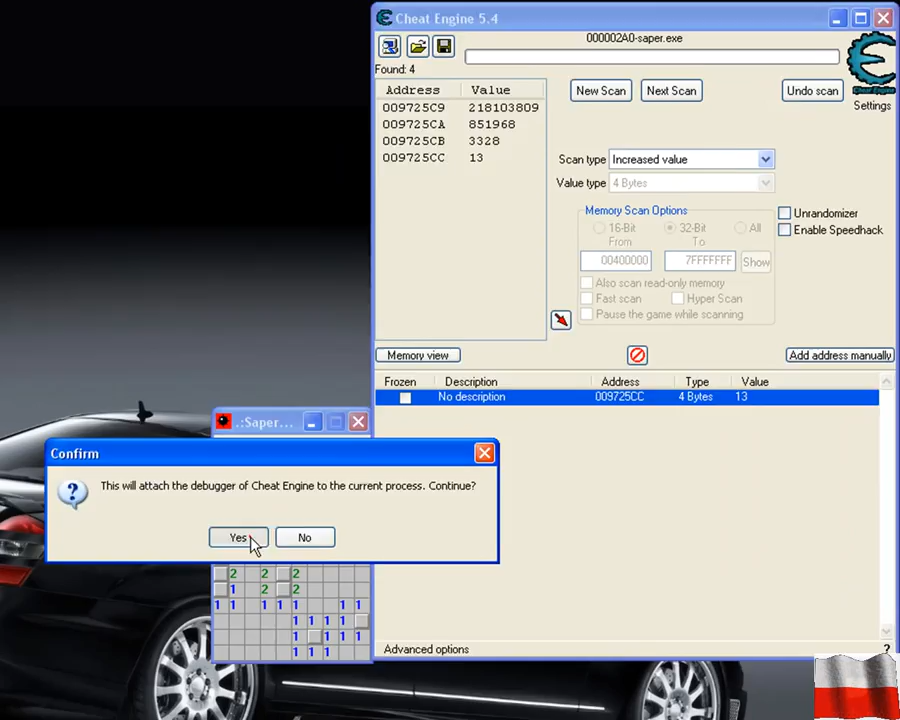 Cheat Engine 5.4
000002A0-saper.exe
Found: 4
Address Value
009725C9 218103809
009725CA 851968
009725CB 3328
009725CC 13
New Scan Next Scan Undo scan
Cheat Engine
Settings
Scan type Increased value
Value type 4 Bytes
Memory Scan Options
16-Bit 32-Bit All
From To
00400000 7FFFFFFF Show
Also scan read-only memory
Fast scan Hyper Scan
Pause the game while scanning
Unrandomizer
Enable Speedhack
Memory view Add address manually
Frozen Description Address Type Value
No description 009725CC 4 Bytes 13
.:Saper...
Confirm
This will attach the debugger of Cheat Engine to the current process. Continue?
Yes No
2 2 2
1 2 2
1 1 1 1 1 1 1
1 1 1 1
1 1 1 1
1 1 1
Advanced options ?